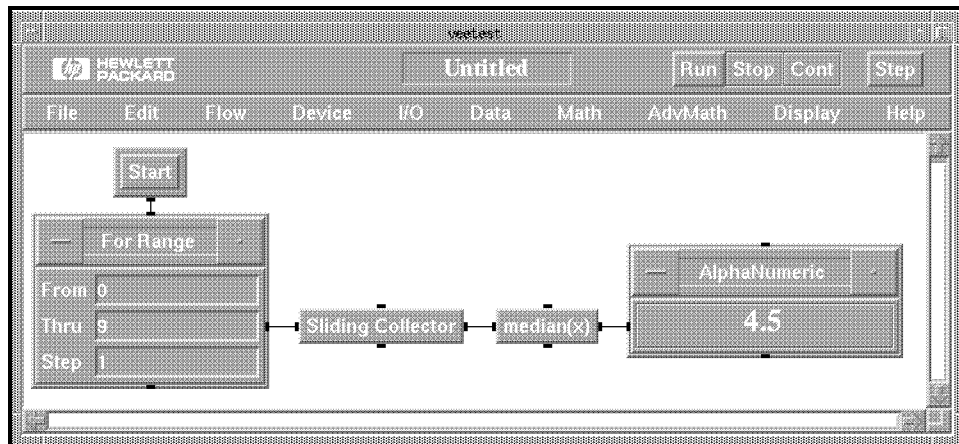 veetest
hp HEWLETT PACKARD Untitled Run Stop Cont Step
File Edit Flow Device I/O Data Math AdvMath Display Help
Start
For Range
From 0
Thru 9
Step 1
Sliding Collector
median(x)
AlphaNumeric
4.5